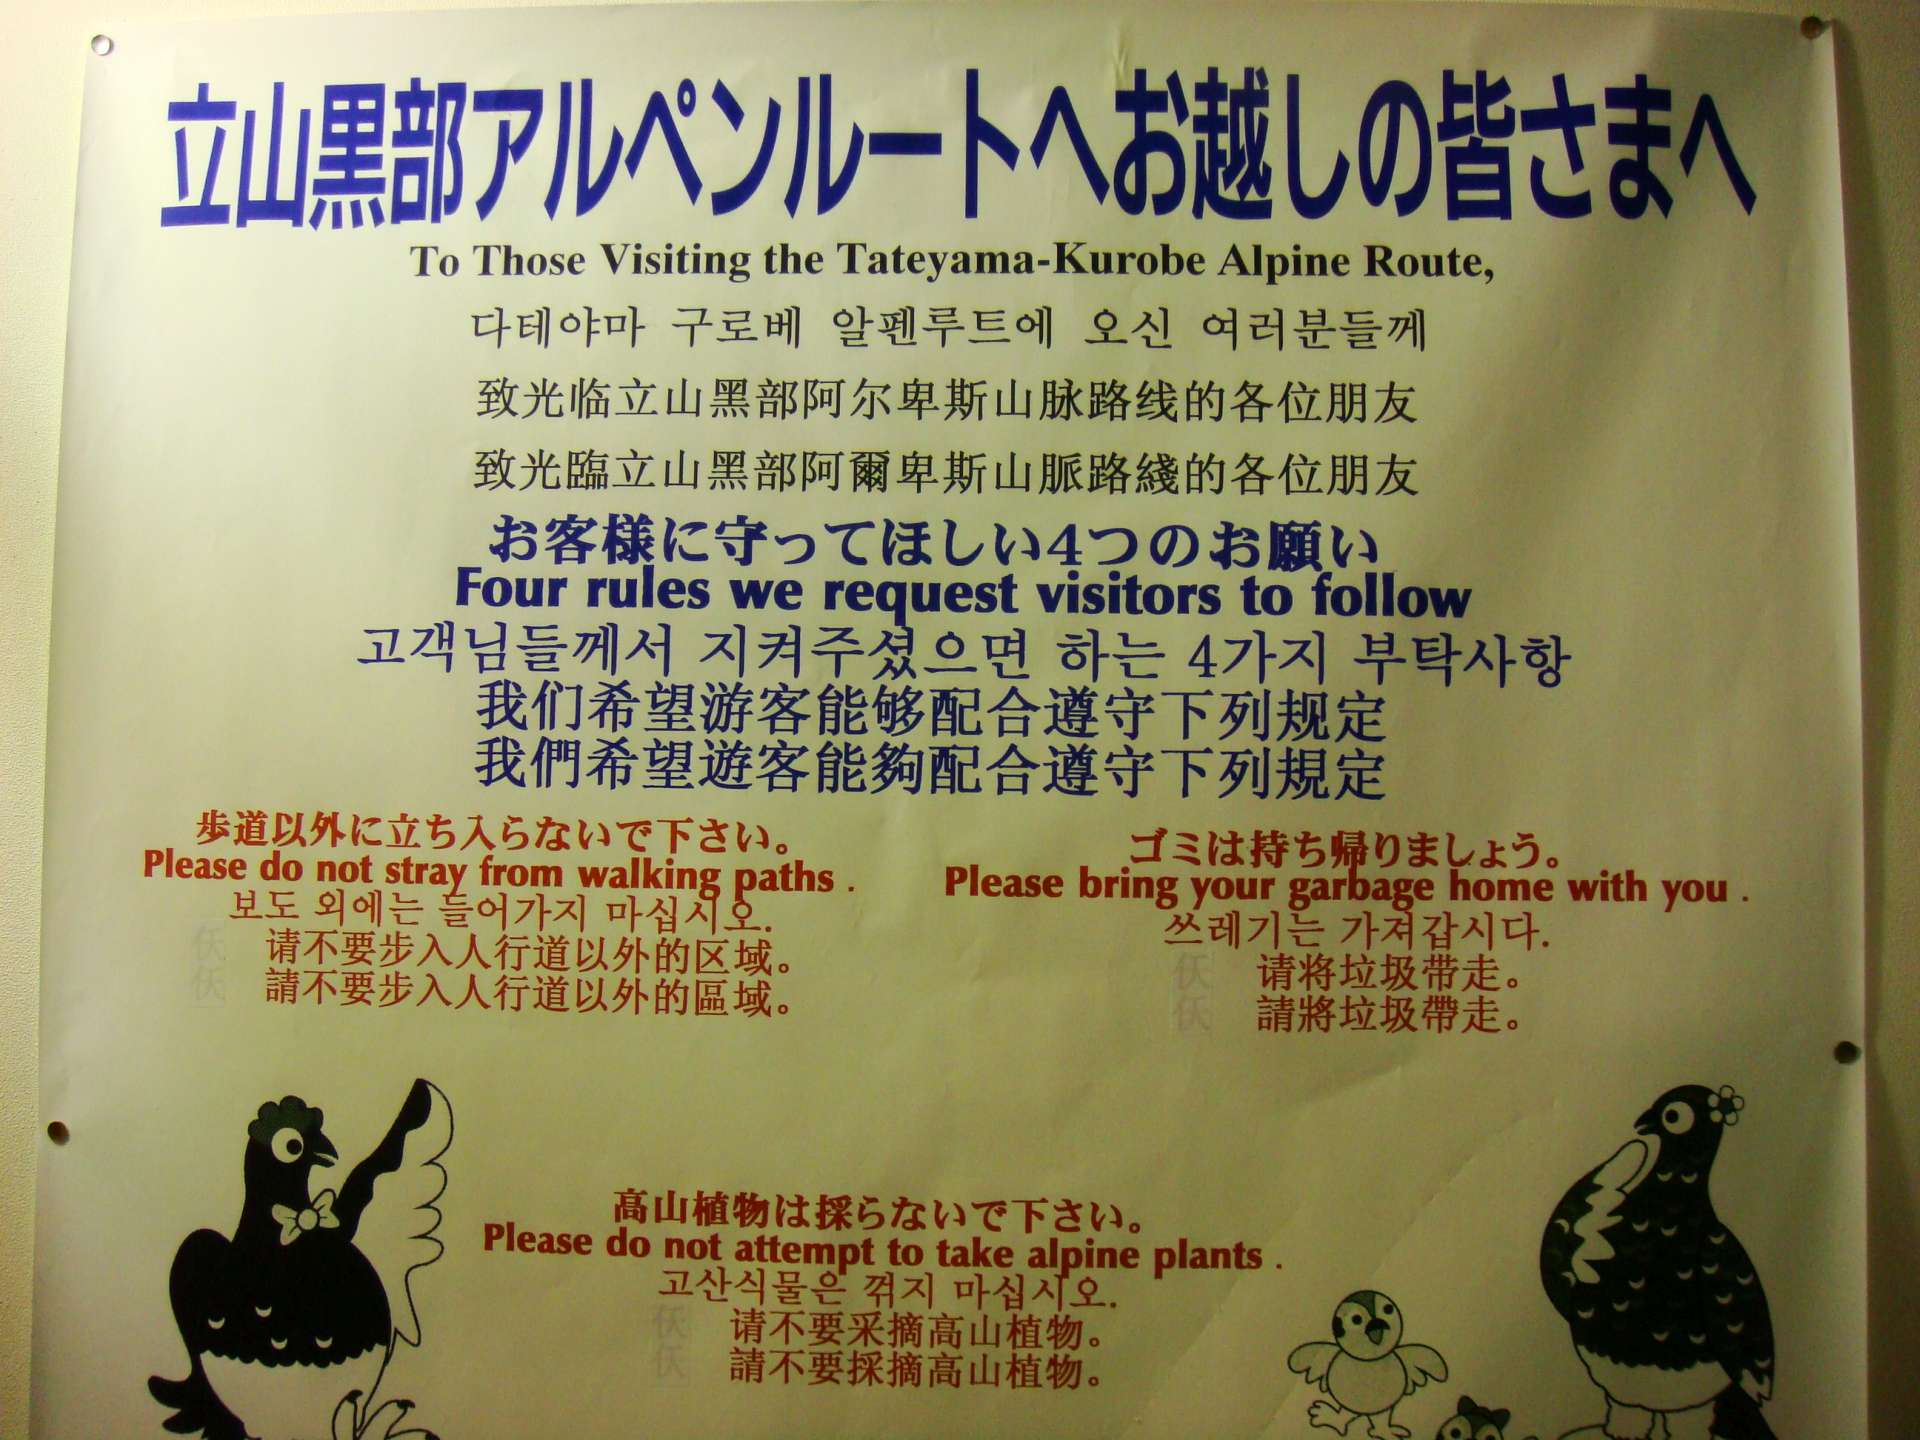 立山黒部アルペンルートへお越しの皆さまへ
To Those Visiting the Tateyama-Kurobe Alpine Route,
다테야마 구로베 알펜루트에 오신 여러분들께
致光临立山黑部阿尔卑斯山脉路线的各位朋友
致光臨立山黑部阿爾卑斯山脈路綫的各位朋友
お客様に守ってほしい4つのお願い
Four rules we request visitors to follow
고객님들께서 지켜주셨으면 하는 4가지 부탁사항
我们希望游客能够配合遵守下列规定
我們希望遊客能夠配合遵守下列規定
歩道以外に立ち入らないで下さい。
Please do not stray from walking paths .
보도 외에는 들어가지 마십시오.
请不要步入人行道以外的区域。
請不要步入人行道以外的區域。
ゴミは持ち帰りましょう。
Please bring your garbage home with you .
쓰레기는 가져갑시다.
请将垃圾带走。
請將垃圾帶走。
高山植物は採らないで下さい。
Please do not attempt to take alpine plants .
고산식물은 꺾지 마십시오.
请不要采摘高山植物。
請不要採摘高山植物。